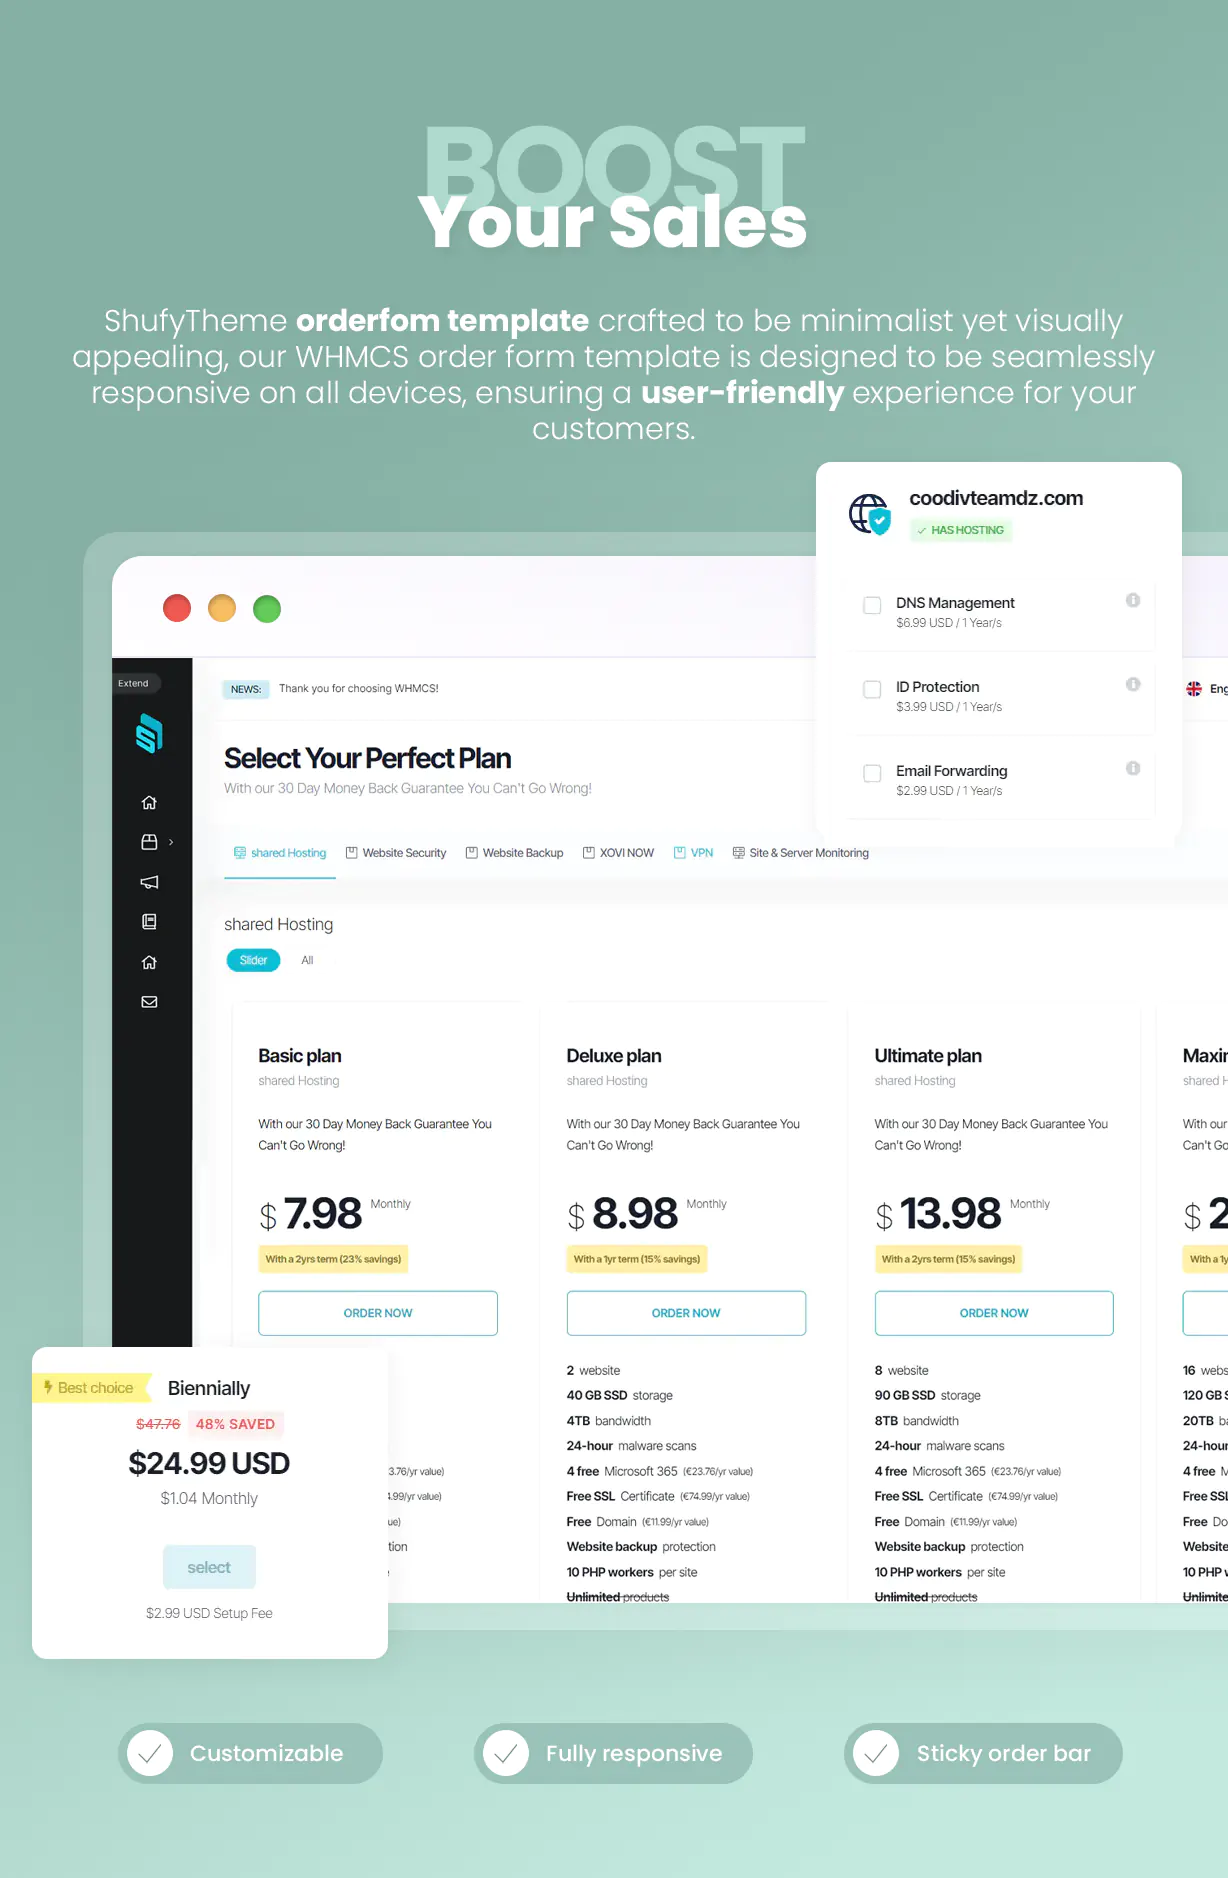 BOOST
Your Sales
ShufyTheme orderfom template crafted to be minimalist yet visually
appealing, our WHMCS order form template is designed to be seamlessly
responsive on all devices, ensuring a user-friendly experience for your
customers.
coodivteamdz.com
HAS HOSTING
DNS Management
$6.99 USD / 1 Year/s
ID Protection
$3.99 USD / 1 Year/s
Email Forwarding
$2.99 USD / 1 Year/s
Extend
NEWS: Thank you for choosing WHMCS!
Eng
Select Your Perfect Plan
With our 30 Day Money Back Guarantee You Can't Go Wrong!
shared Hosting Website Security Website Backup XOVI NOW VPN Site & Server Monitoring
shared Hosting
Slider All
Basic plan
shared Hosting
With our 30 Day Money Back Guarantee You
Can't Go Wrong!
$ 7.98 Monthly
With a 2yrs term (23% savings)
ORDER NOW
3.76/yr value)
4.99/yr value)
ue)
tion
Deluxe plan
shared Hosting
With our 30 Day Money Back Guarantee You
Can't Go Wrong!
$ 8.98 Monthly
With a 1yr term (15% savings)
ORDER NOW
2 website
40 GB SSD storage
4TB bandwidth
24-hour malware scans
4 free Microsoft 365 (€23.76/yr value)
Free SSL Certificate (€74.99/yr value)
Free Domain (€11.99/yr value)
Website backup protection
10 PHP workers per site
Unlimited products
Ultimate plan
shared Hosting
With our 30 Day Money Back Guarantee You
Can't Go Wrong!
$ 13.98 Monthly
With a 2yrs term (15% savings)
ORDER NOW
8 website
90 GB SSD storage
8TB bandwidth
24-hour malware scans
4 free Microsoft 365 (€23.76/yr value)
Free SSL Certificate (€74.99/yr value)
Free Domain (€11.99/yr value)
Website backup protection
10 PHP workers per site
Unlimited products
Maxi
shared H
With our
Can't Go
$ 2
With a 1y
16 webs
120 GB S
20TB ba
24-hour
4 free M
Free SSL
Free Do
Website
10 PHP w
Unlimite
Best choice
Biennially
$47.76 48% SAVED
$24.99 USD
$1.04 Monthly
select
$2.99 USD Setup Fee
Customizable
Fully responsive
Sticky order bar